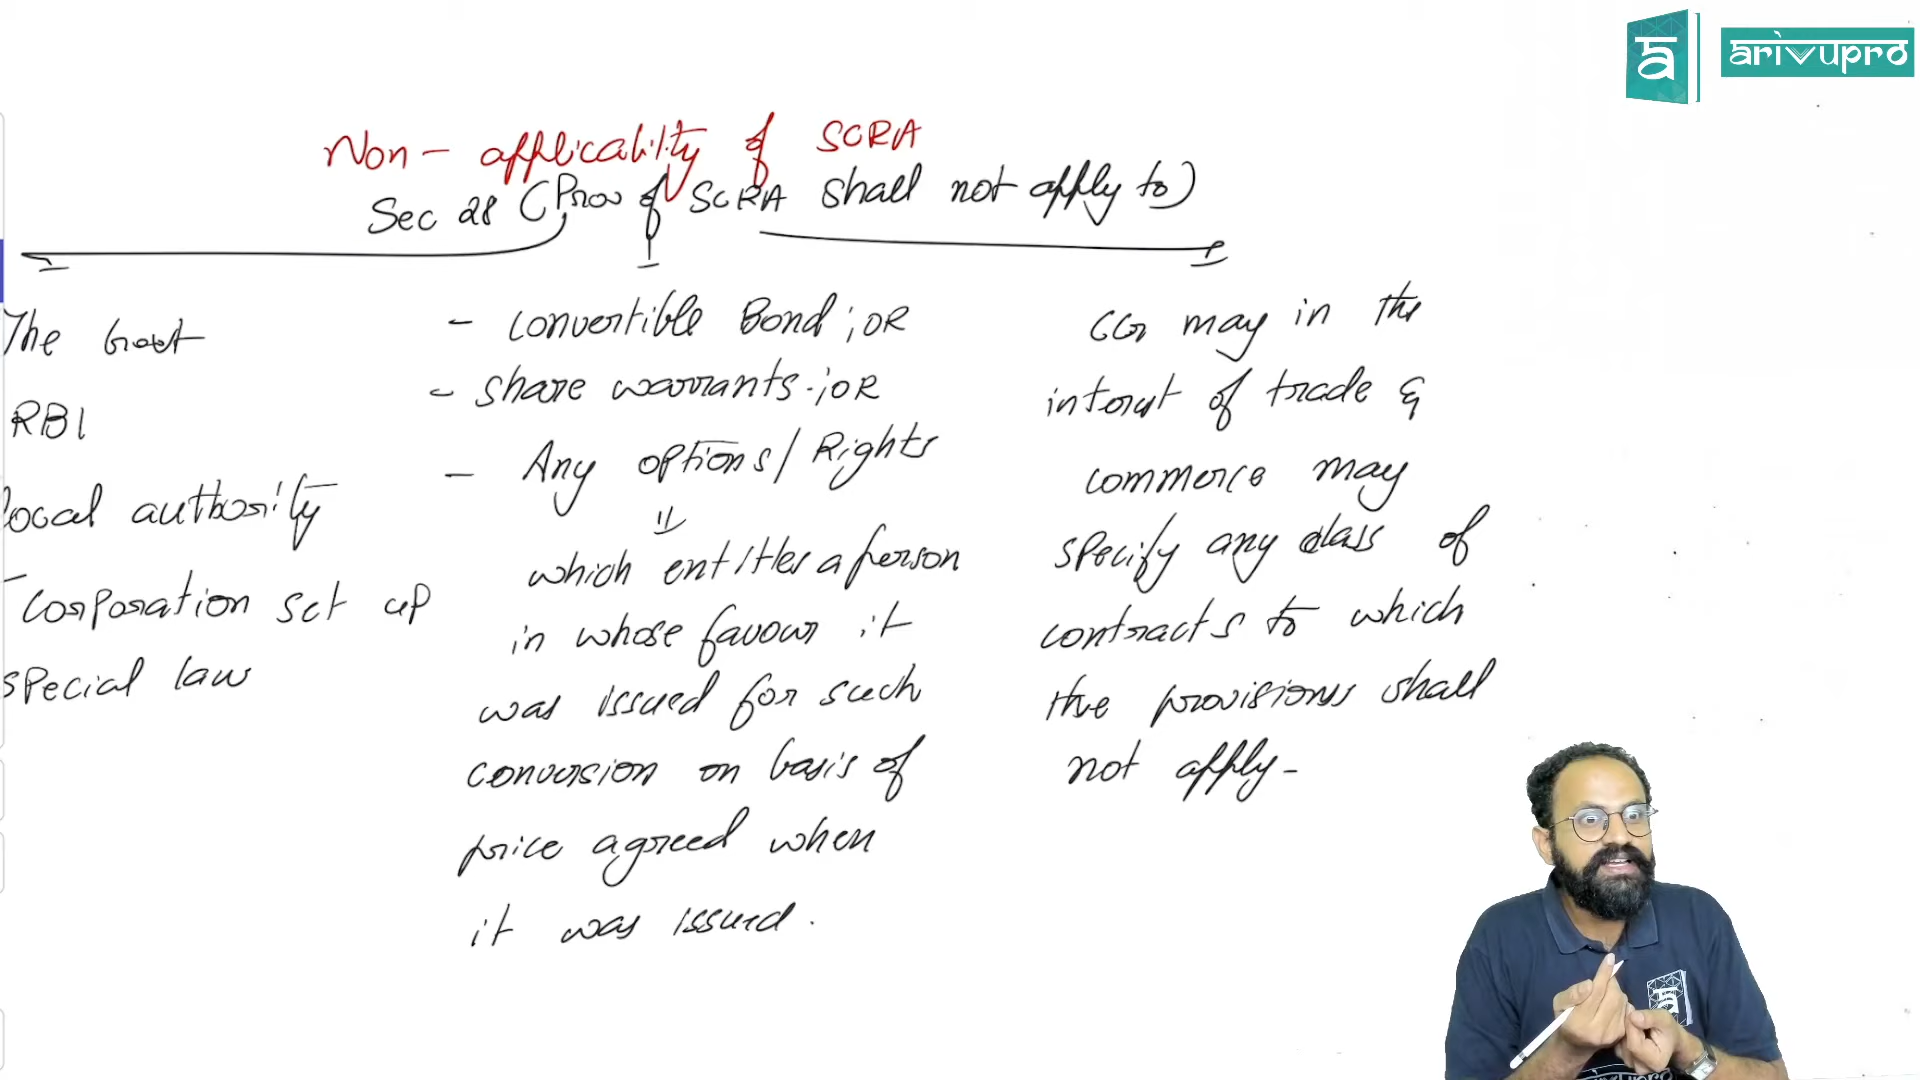 arivupro
Non - applicability of SCRA
Sec 28 (Prov of SCRA shall not apply to)
The Govt
RBI
local authority
- Corporation set up
special law
- Convertible Bond ; OR
- Share warrants . ; OR
- Any options / Rights
which entitles a person
in whose favour it
was issued for such
conversion on basis of
price agreed when
it was issued .
CG may in the
interest of trade &
commerce may
specify any class of
contracts to which
the provisions shall
not apply -